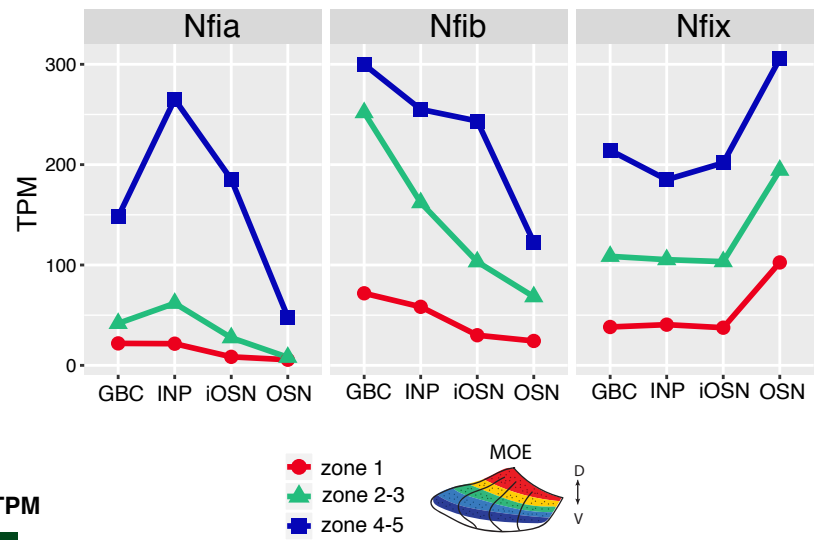 Nfia Nfib Nfix
300
200
100
0
TPM
GBC INP iOSN OSN GBC INP iOSN OSN GBC INP iOSN OSN
MOE
zone 1
zone 2-3
zone 4-5
D
V
TPM